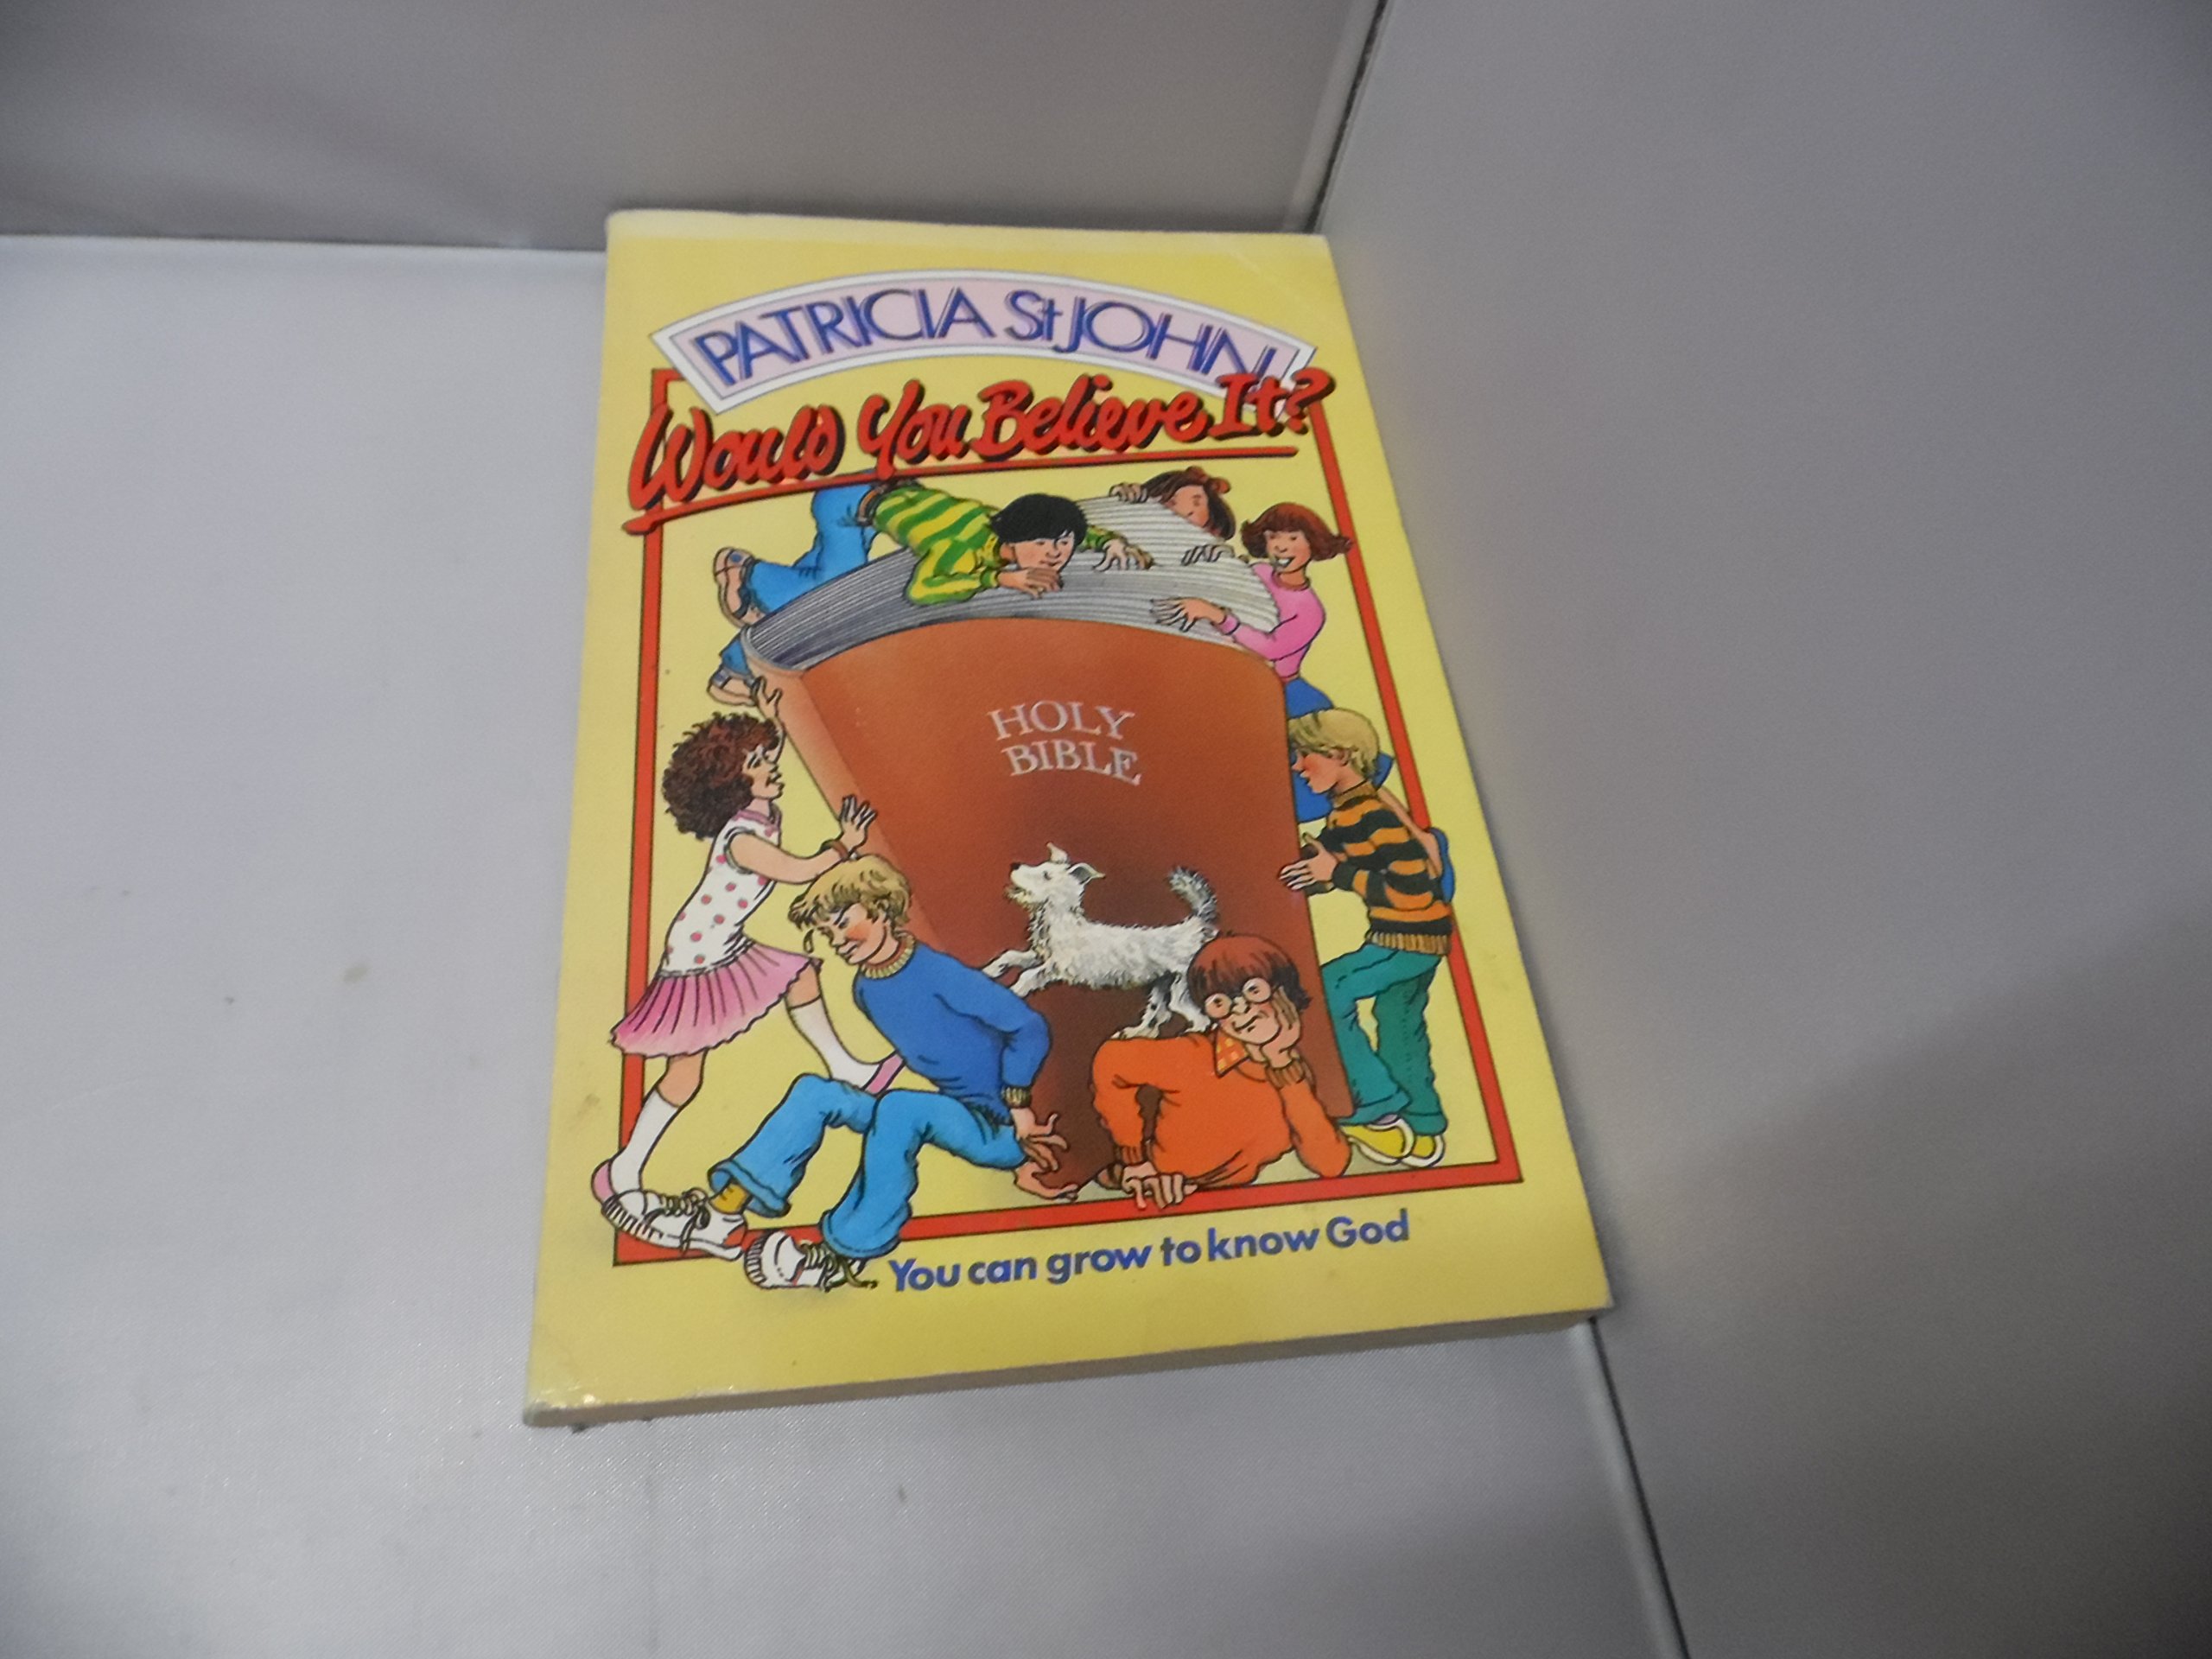 PATRICIA St JOHN
Would You Believe It?
HOLY
BIBLE
You can grow to know God